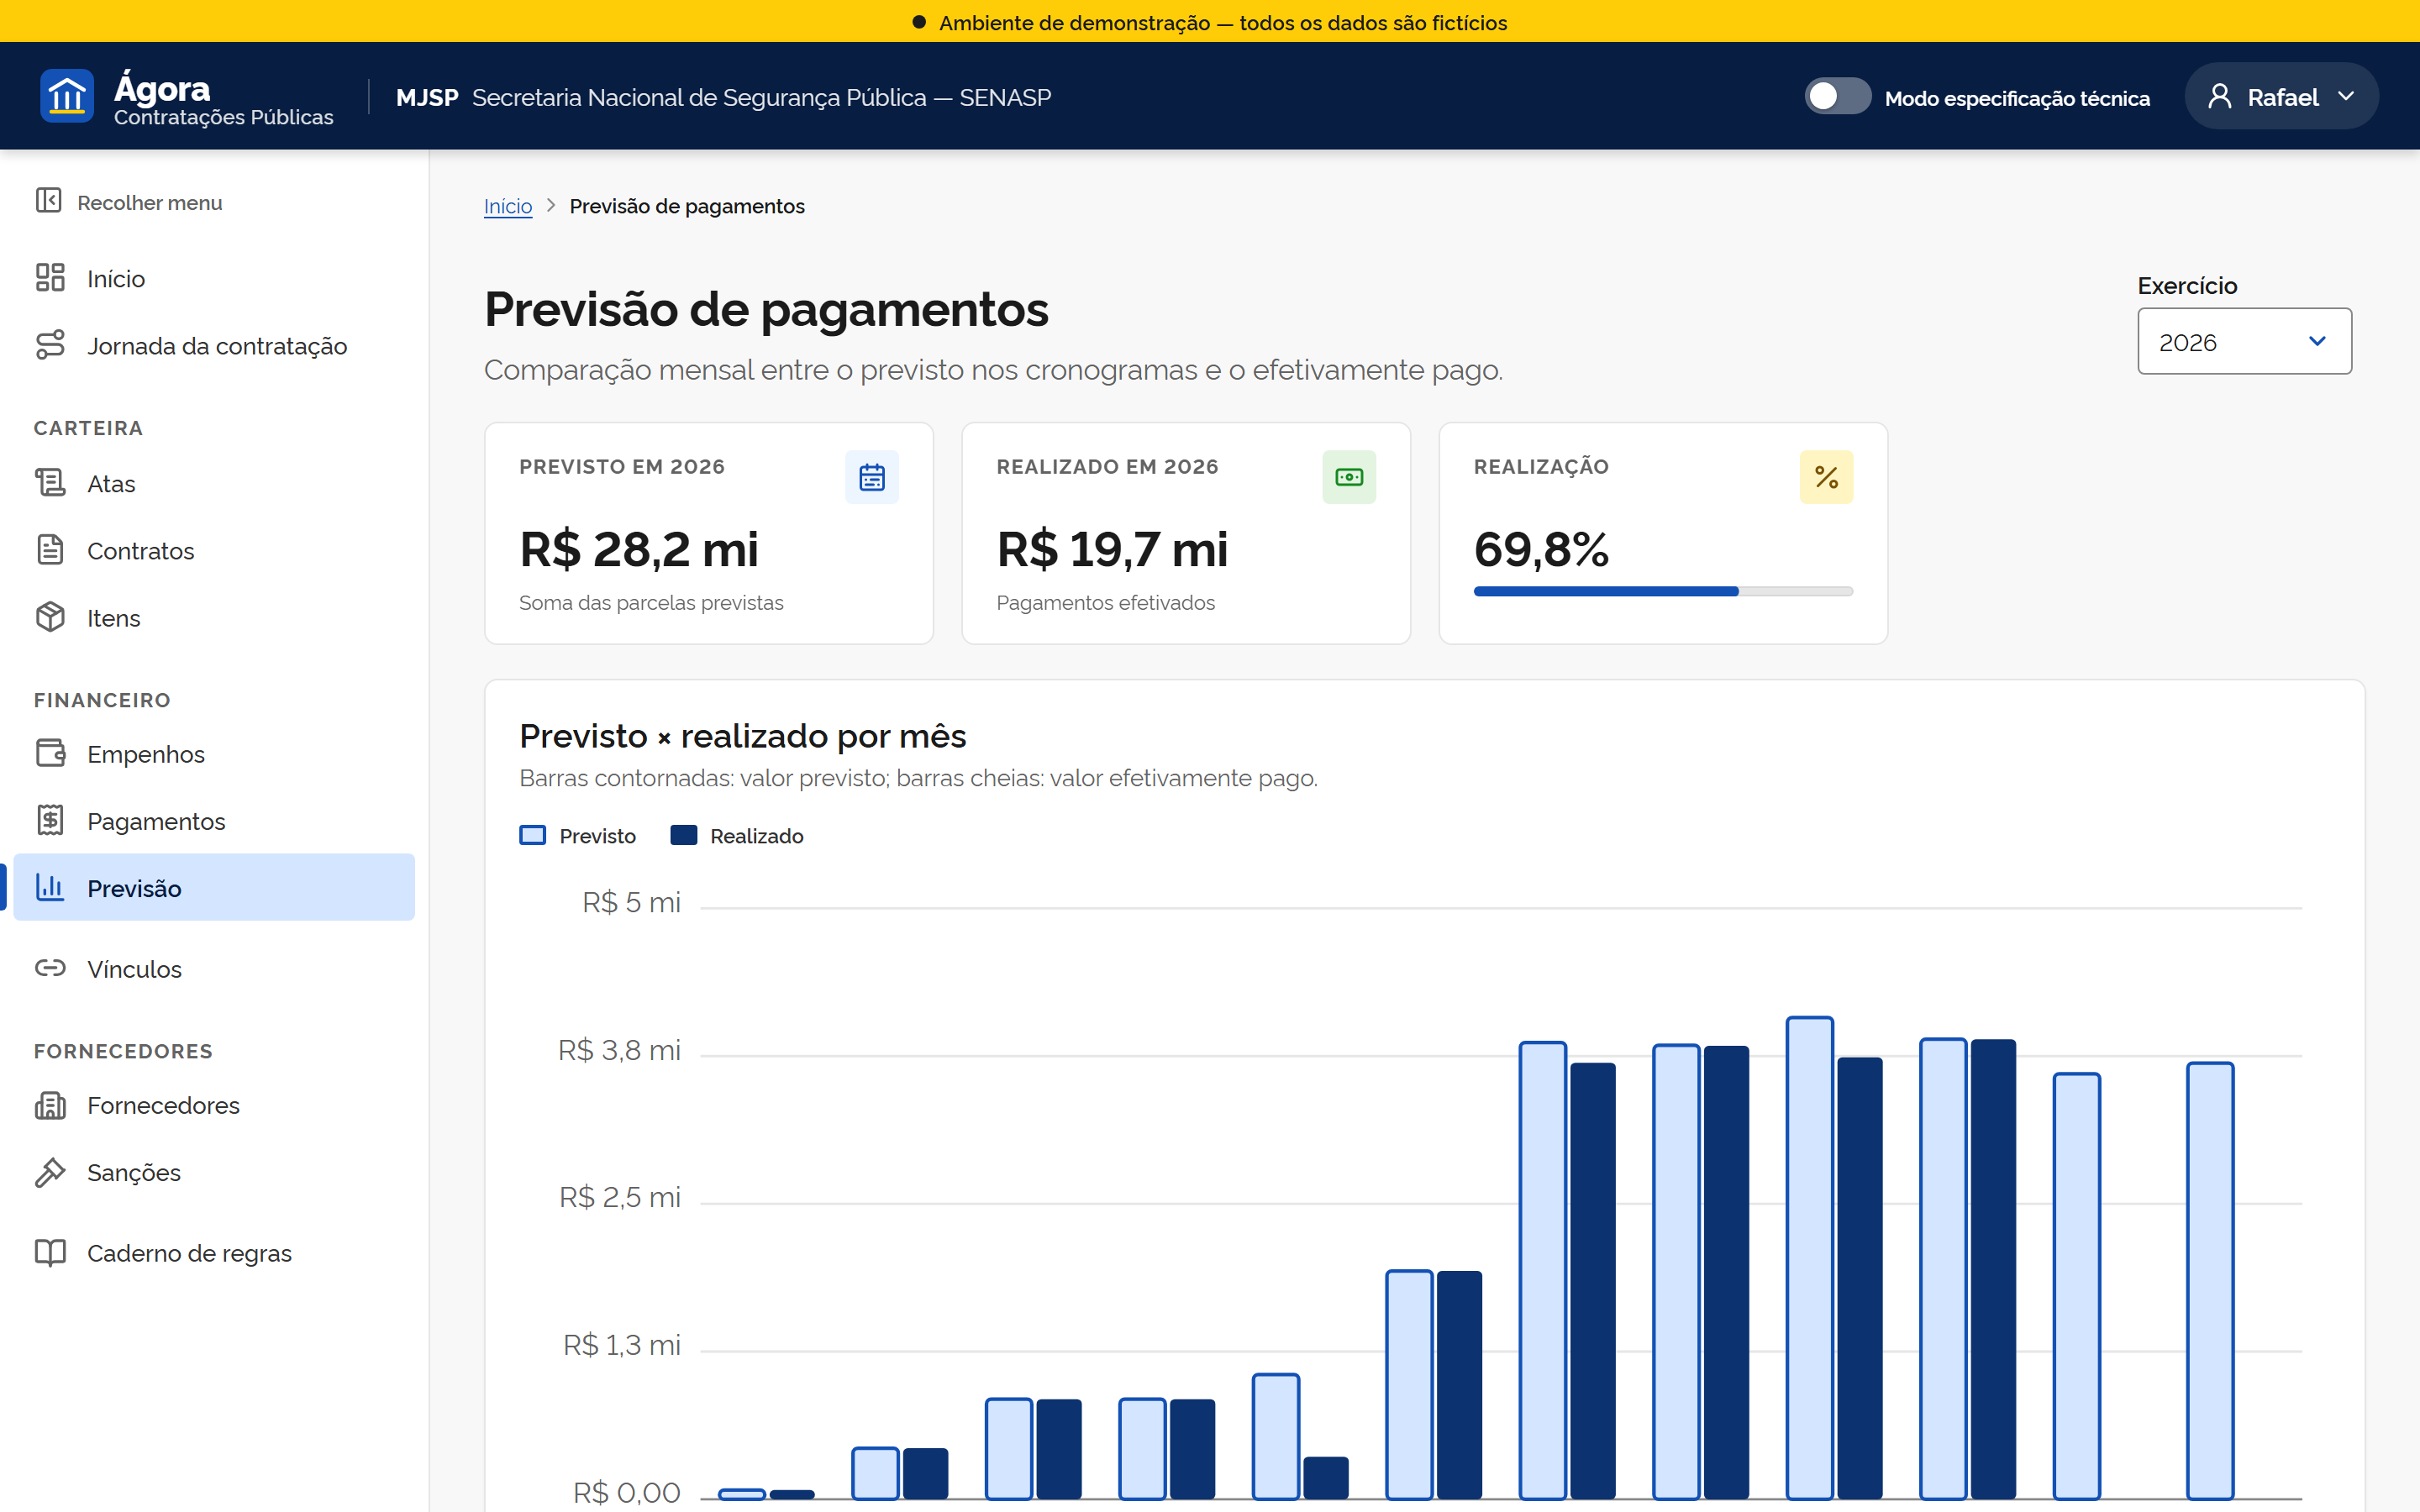 Ambiente de demonstração — todos os dados são fictícios
Ágora
Contratações Públicas
MJSP Secretaria Nacional de Segurança Pública — SENASP
Modo especificação técnica
Rafael
Recolher menu
Início
Jornada da contratação
CARTEIRA
Atas
Contratos
Itens
FINANCEIRO
Empenhos
Pagamentos
Previsão
Vínculos
FORNECEDORES
Fornecedores
Sanções
Caderno de regras
Início > Previsão de pagamentos
Previsão de pagamentos
Comparação mensal entre o previsto nos cronogramas e o efetivamente pago.
Exercício
2026
PREVISTO EM 2026
R$ 28,2 mi
Soma das parcelas previstas
REALIZADO EM 2026
R$ 19,7 mi
Pagamentos efetivados
REALIZAÇÃO
69,8%
Previsto × realizado por mês
Barras contornadas: valor previsto; barras cheias: valor efetivamente pago.
Previsto
Realizado
R$ 5 mi
R$ 3,8 mi
R$ 2,5 mi
R$ 1,3 mi
R$ 0,00